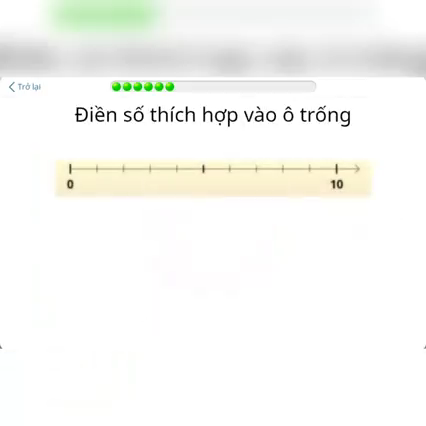 Trở lại
Điền số thích hợp vào ô trống
0 10